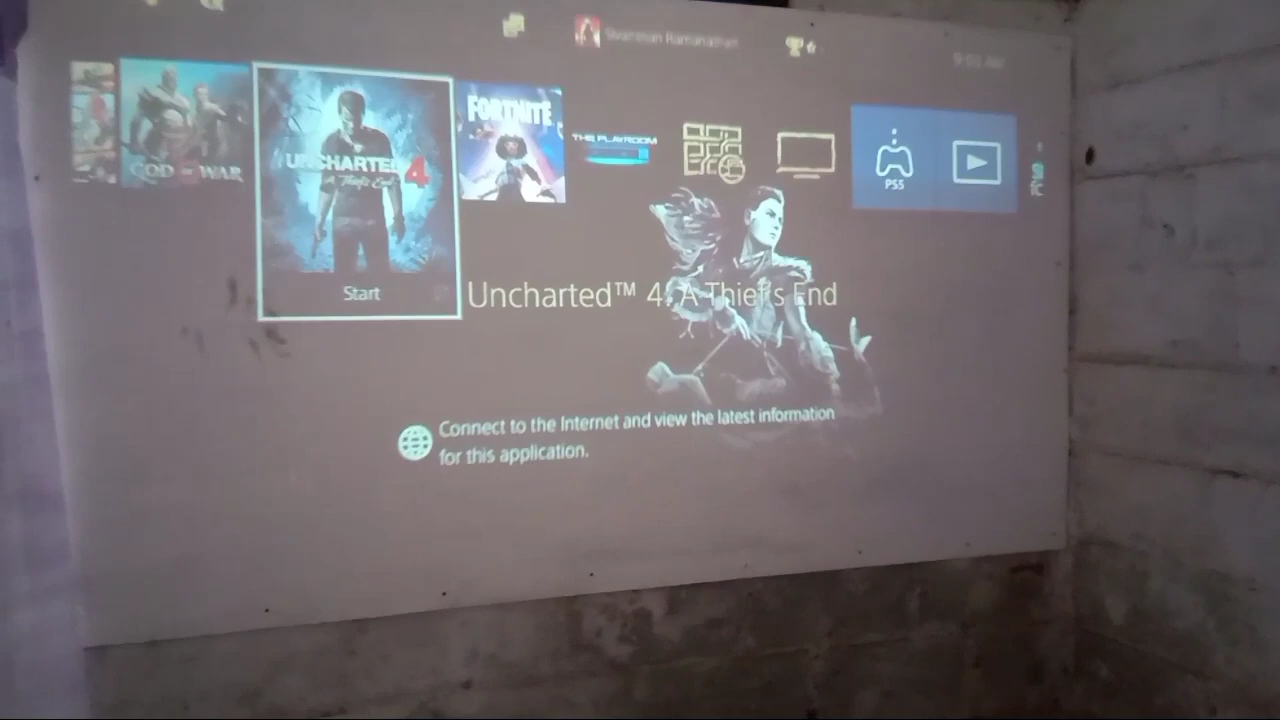 GOD OF WAR
UNCHARTED 4
A Thief's End
FORTNITE
THE PLAYROOM
PS5
Start
Uncharted™ 4: A Thief's End
Connect to the Internet and view the latest information
for this application.